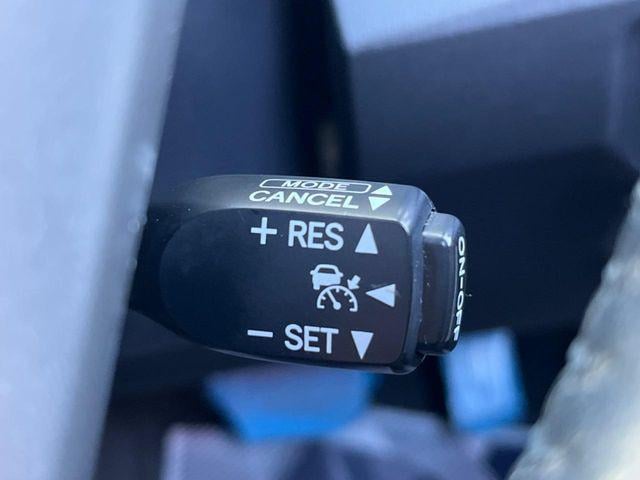 MODE
CANCEL
+ RES
- SET
ON-OFF